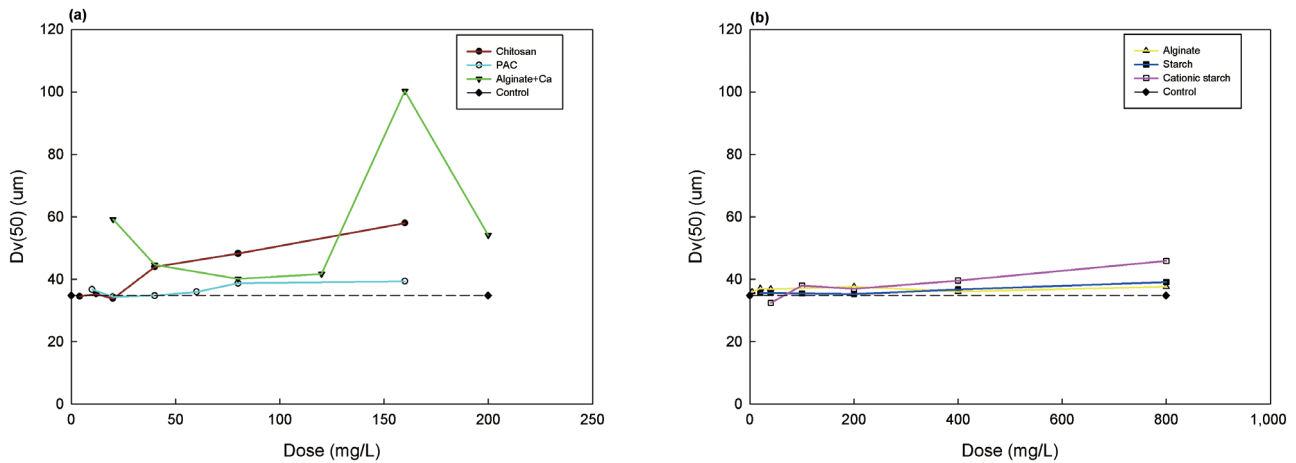 (a)
120
100
80
60
40
20
0
Dv(50) (um)
0 50 100 150 200 250
Dose (mg/L)
Chitosan
PAC
Alginate+Ca
Control
(b)
120
100
80
60
40
20
0
Dv(50) (um)
0 200 400 600 800 1,000
Dose (mg/L)
Alginate
Starch
Cationic starch
Control